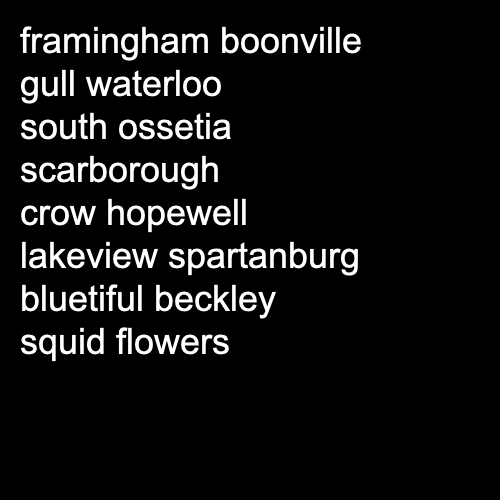 framingham boonville
gull waterloo
south ossetia
scarborough
crow hopewell
lakeview spartanburg
bluetiful beckley
squid flowers